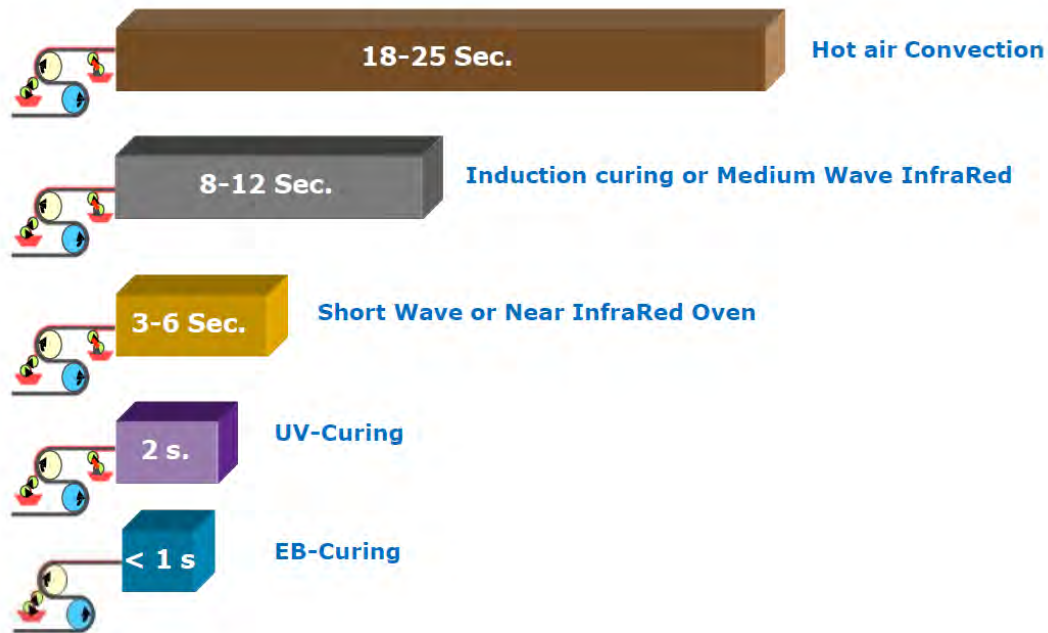 18-25 Sec.
Hot air Convection
8-12 Sec.
Induction curing or Medium Wave InfraRed
3-6 Sec.
Short Wave or Near InfraRed Oven
2 s.
UV-Curing
< 1 s
EB-Curing